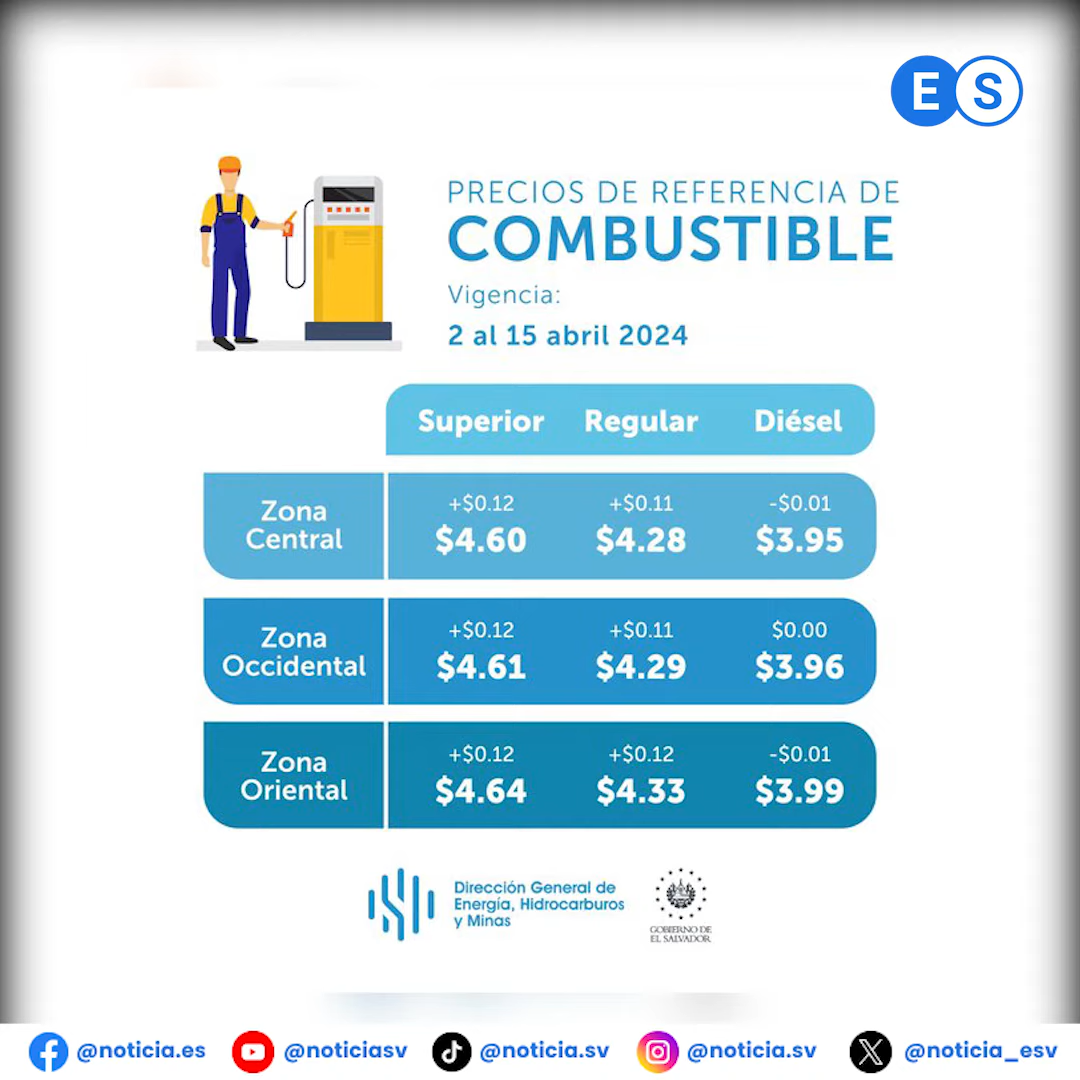 ES
PRECIOS DE REFERENCIA DE
COMBUSTIBLE
Vigencia:
2 al 15 abril 2024
Superior Regular Diésel
Zona
Central
+$0.12 +$0.11 -$0.01
$4.60 $4.28 $3.95
Zona
Occidental
+$0.12 +$0.11 $0.00
$4.61 $4.29 $3.96
Zona
Oriental
+$0.12 +$0.12 -$0.01
$4.64 $4.33 $3.99
Dirección General de
Energía, Hidrocarburos
y Minas
GOBIERNO DE
EL SALVADOR
@noticia.es @noticiasv @noticia.sv @noticia.sv @noticia_esv